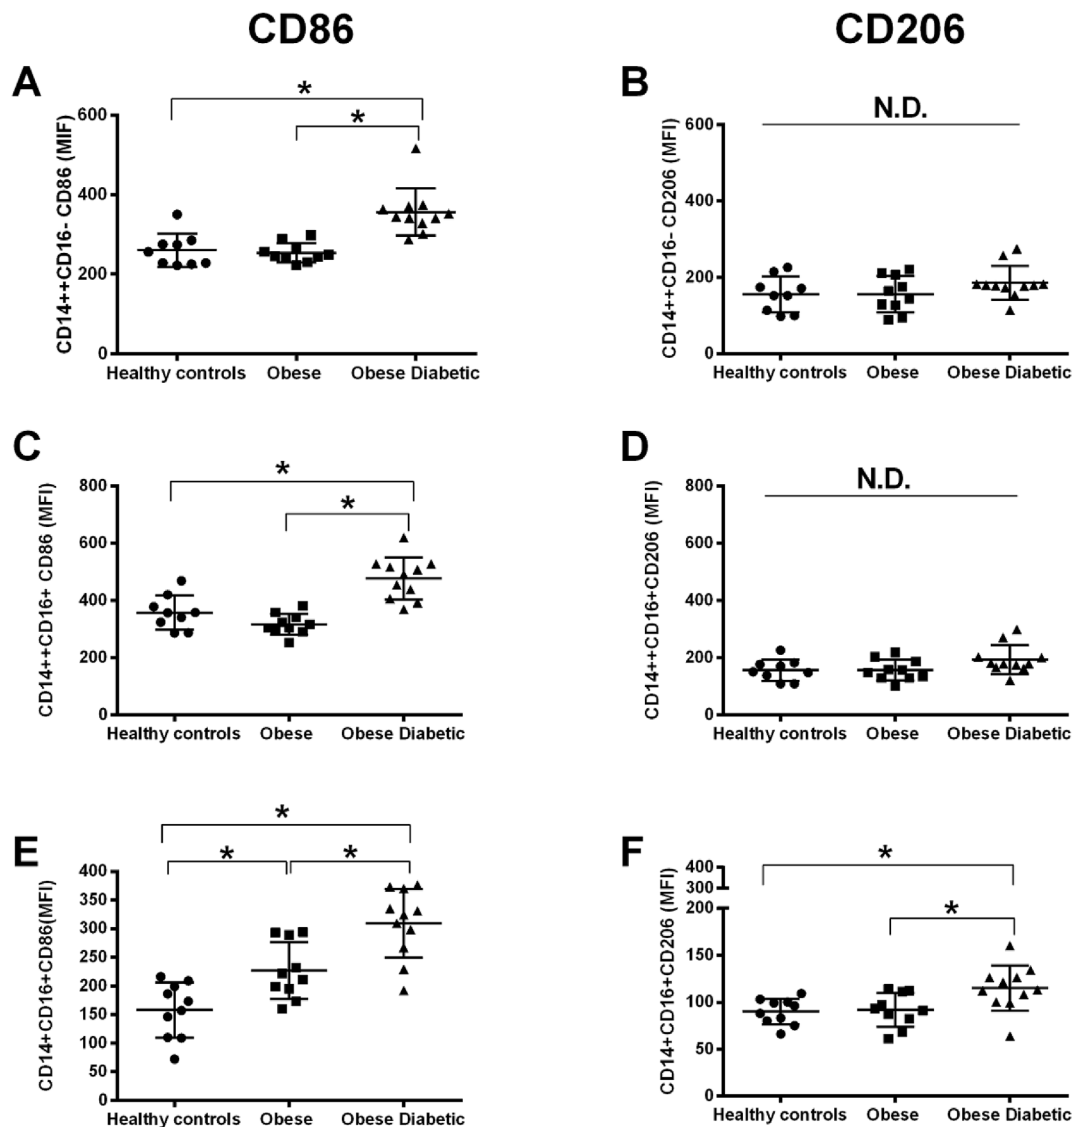 CD86
CD206
A
CD14++CD16- CD86 (MIF)
600
400
200
0
*
*
Healthy controls Obese Obese Diabetic
B
CD14++CD16- CD206 (MFI)
600
400
200
0
N.D.
Healthy controls Obese Obese Diabetic
C
CD14++CD16+ CD86 (MFI)
800
600
400
200
0
*
*
Healthy controls Obese Obese Diabetic
D
CD14++CD16+CD206 (MFI)
800
600
400
200
0
N.D.
Healthy controls Obese Obese Diabetic
E
CD14+CD16+CD86(MFI)
400
350
300
250
200
150
100
50
0
*
*
*
Healthy controls Obese Obese Diabetic
F
CD14+CD16+CD206 (MFI)
400
300
200
150
100
50
0
*
*
Healthy controls Obese Obese Diabetic